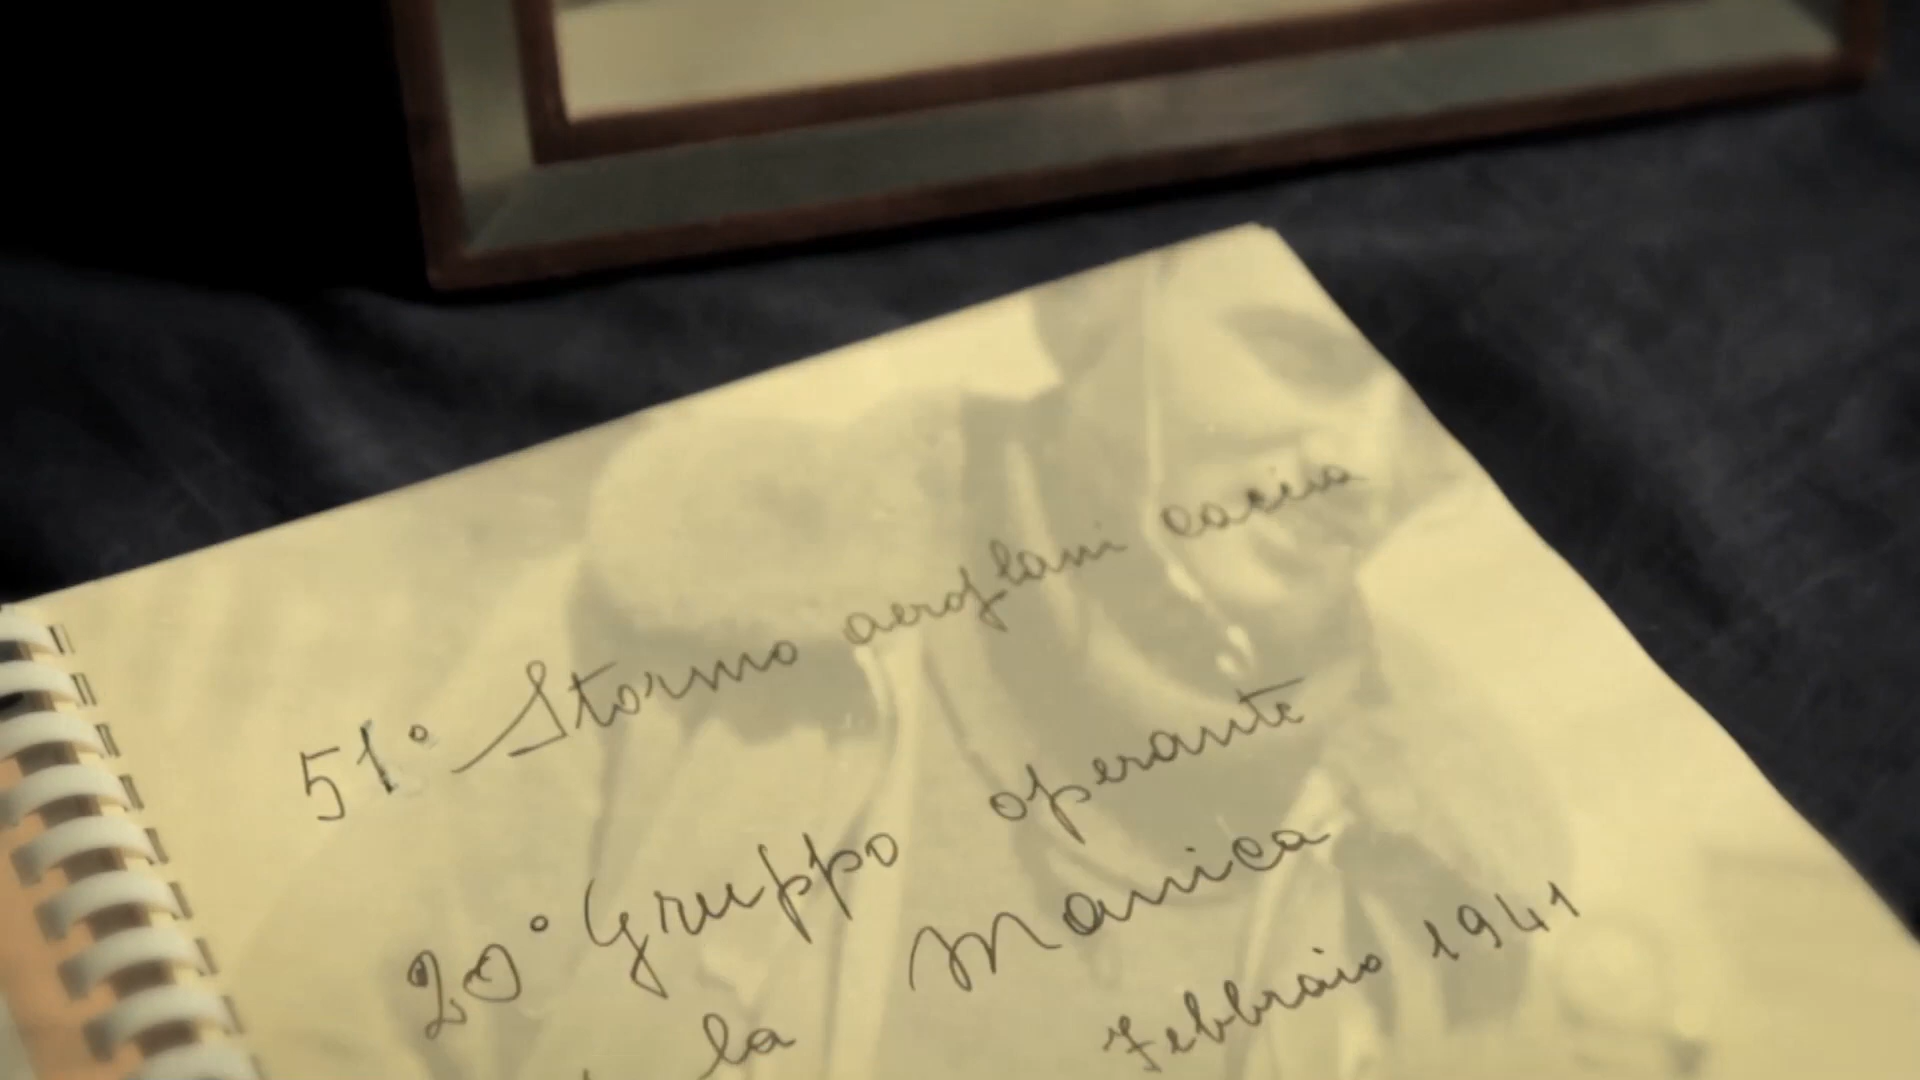 51° Stormo aeroplani caccia
20° Gruppo operante
la Manica
Febbraio 1941